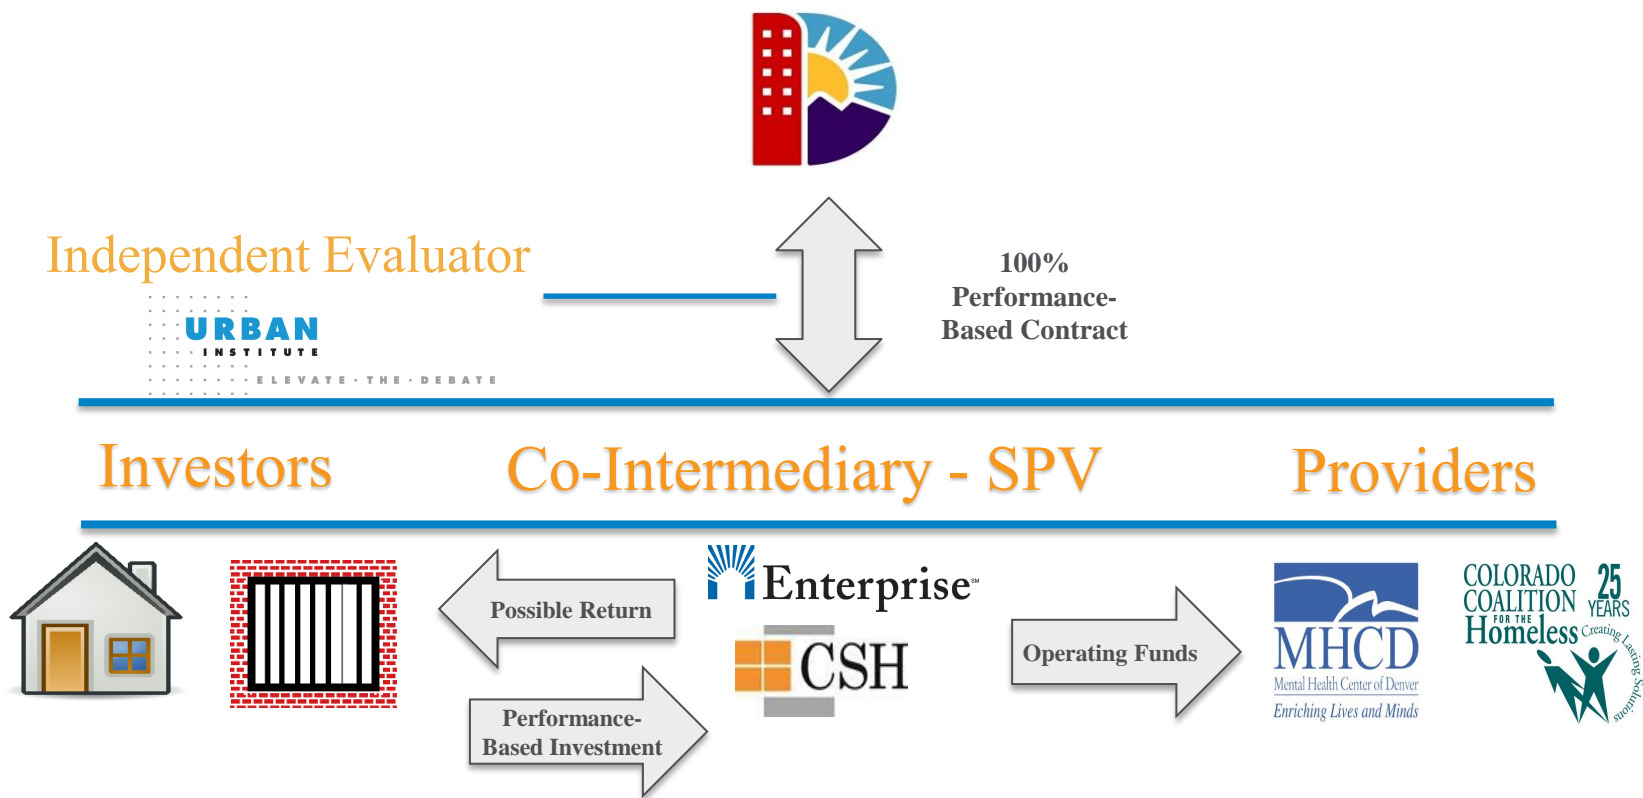 Independent Evaluator
URBAN
INSTITUTE
ELEVATE · THE · DEBATE
100%
Performance-
Based Contract
Investors
Co-Intermediary - SPV
Providers
Possible Return
Performance-
Based Investment
Enterprise℠
CSH
Operating Funds
MHCD
Mental Health Center of Denver
Enriching Lives and Minds
COLORADO
COALITION
FOR THE
Homeless
25
YEARS
Creating Lasting Solutions